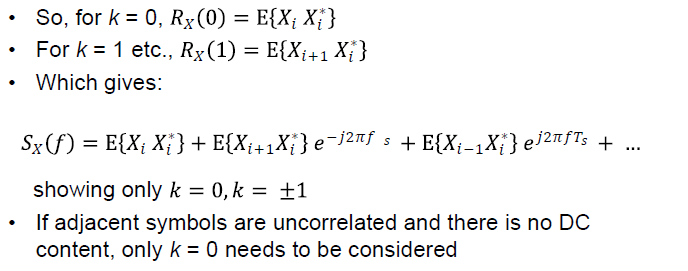 • So, for k = 0, R_X(0) = E{X_i X_i^*}
• For k = 1 etc., R_X(1) = E{X_{i+1} X_i^*}
• Which gives:
S_X(f) = E{X_i X_i^*} + E{X_{i+1}X_i^*} e^{-j2πf s} + E{X_{i−1}X_i^*} e^{j2πfT_s} + ...
showing only k = 0, k = ±1
• If adjacent symbols are uncorrelated and there is no DC
content, only k = 0 needs to be considered